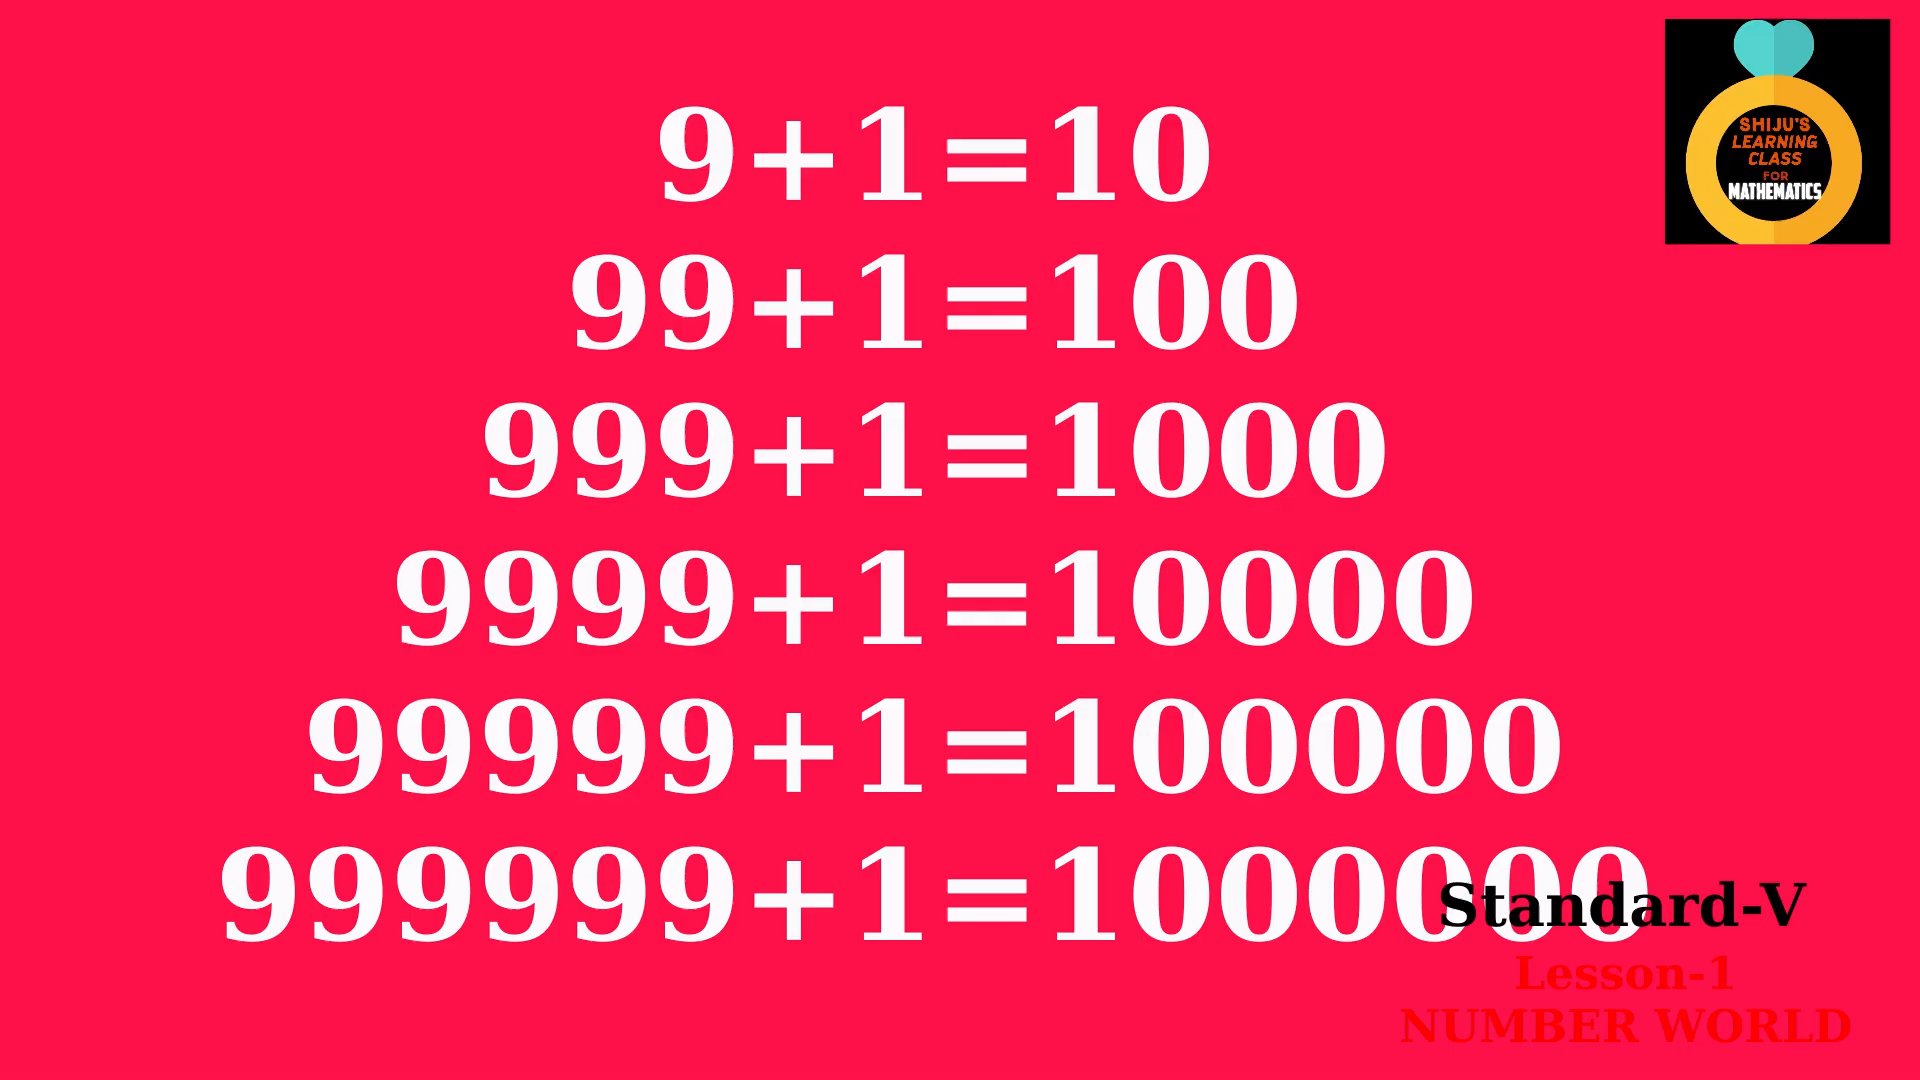 9+1=10
99+1=100
999+1=1000
9999+1=10000
99999+1=100000
999999+1=1000000
SHIJU'S
LEARNING
CLASS
FOR
MATHEMATICS
Standard-V
Lesson-1
NUMBER WORLD